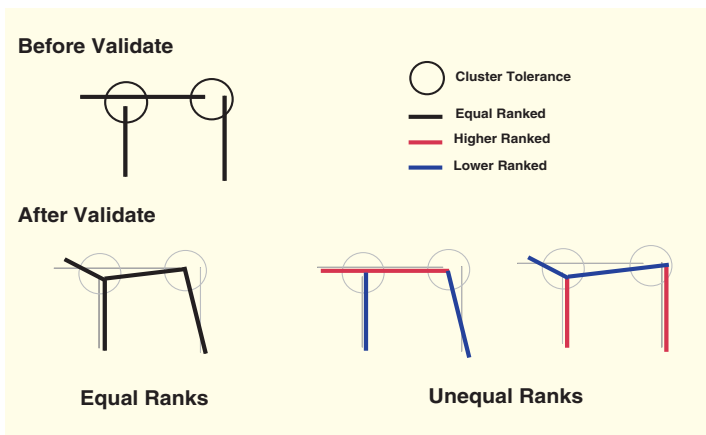 Before Validate
Cluster Tolerance
Equal Ranked
Higher Ranked
Lower Ranked
After Validate
Equal Ranks
Unequal Ranks